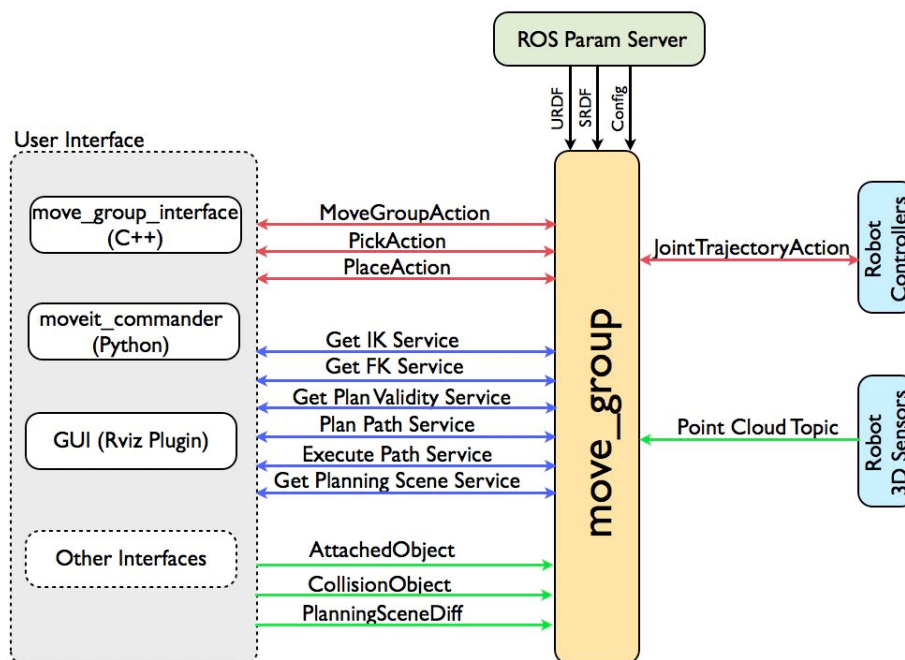 ROS Param Server
URDF
SRDF
Config
User Interface
move_group_interface
(C++)
moveit_commander
(Python)
GUI (Rviz Plugin)
Other Interfaces
MoveGroupAction
PickAction
PlaceAction
Get IK Service
Get FK Service
Get Plan Validity Service
Plan Path Service
Execute Path Service
Get Planning Scene Service
AttachedObject
CollisionObject
PlanningSceneDiff
move_group
JointTrajectoryAction
Point Cloud Topic
Robot
Controllers
Robot
3D Sensors